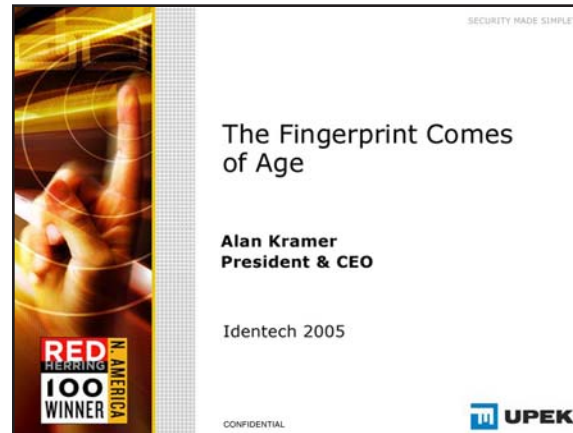 SECURITY MADE SIMPLE
The Fingerprint Comes
of Age
Alan Kramer
President & CEO
Identech 2005
RED
HERRING
100
WINNER
N. AMERICA
CONFIDENTIAL
UPEK